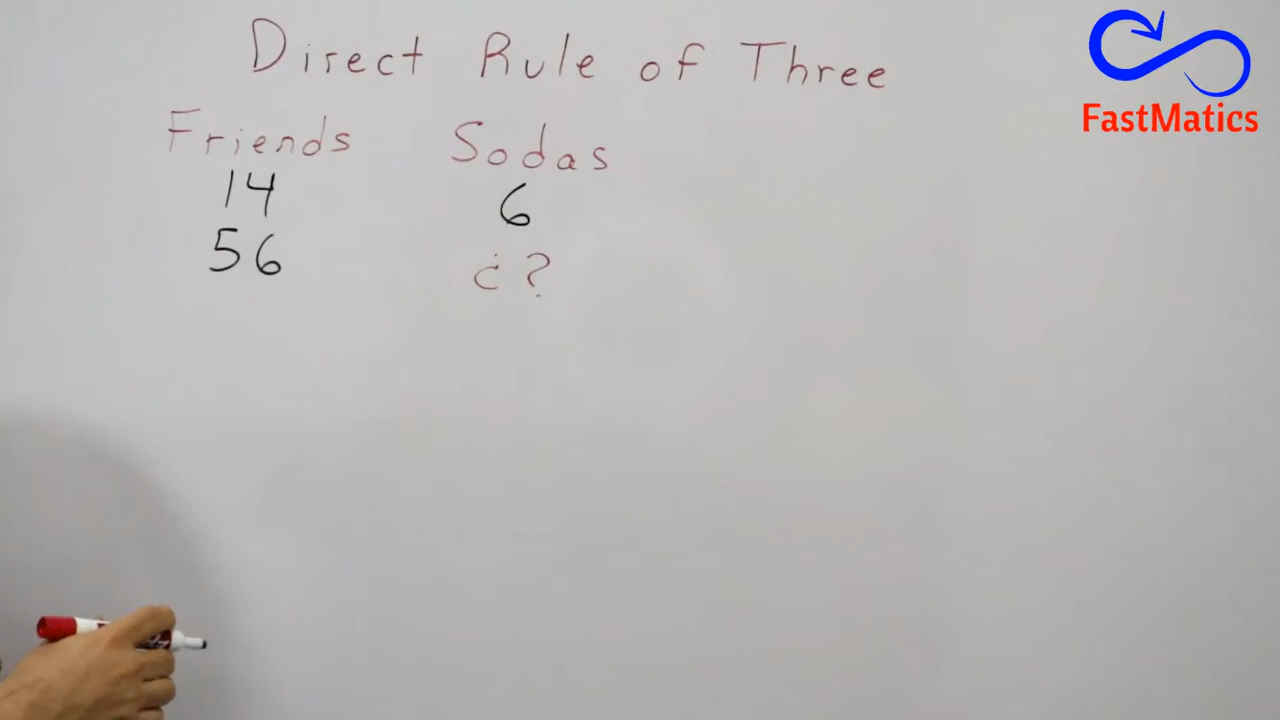 Direct Rule of Three
FastMatics
Friends Sodas
14 6
56 ¿?